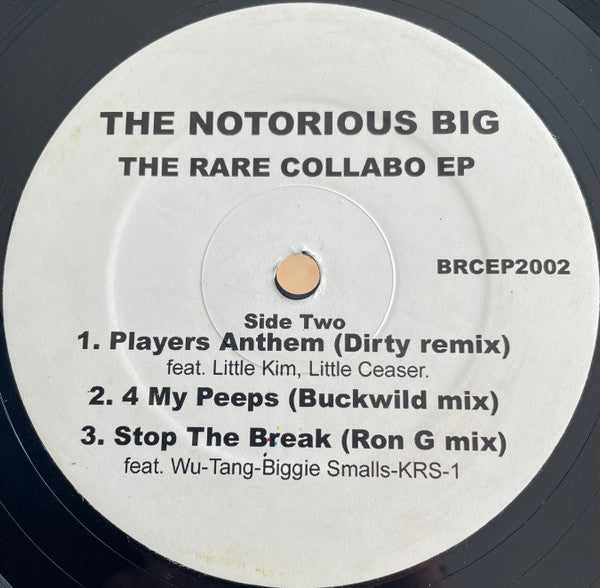 THE NOTORIOUS BIG
THE RARE COLLABO EP
BRCEP2002
Side Two
1. Players Anthem (Dirty remix)
feat. Little Kim, Little Ceaser.
2. 4 My Peeps (Buckwild mix)
3. Stop The Break (Ron G mix)
feat. Wu-Tang-Biggie Smalls-KRS-1